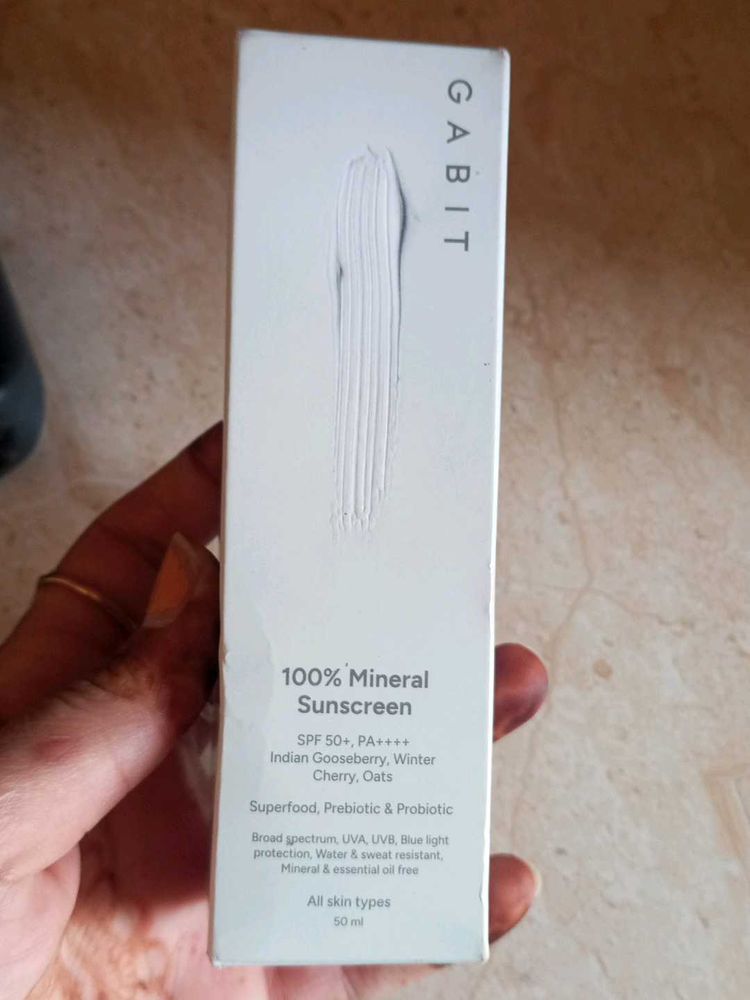 GABIT
100% Mineral
Sunscreen
SPF 50+, PA++++
Indian Gooseberry, Winter
Cherry, Oats
Superfood, Prebiotic & Probiotic
Broad spectrum, UVA, UVB, Blue light
protection, Water & sweat resistant,
Mineral & essential oil free
All skin types
50 ml